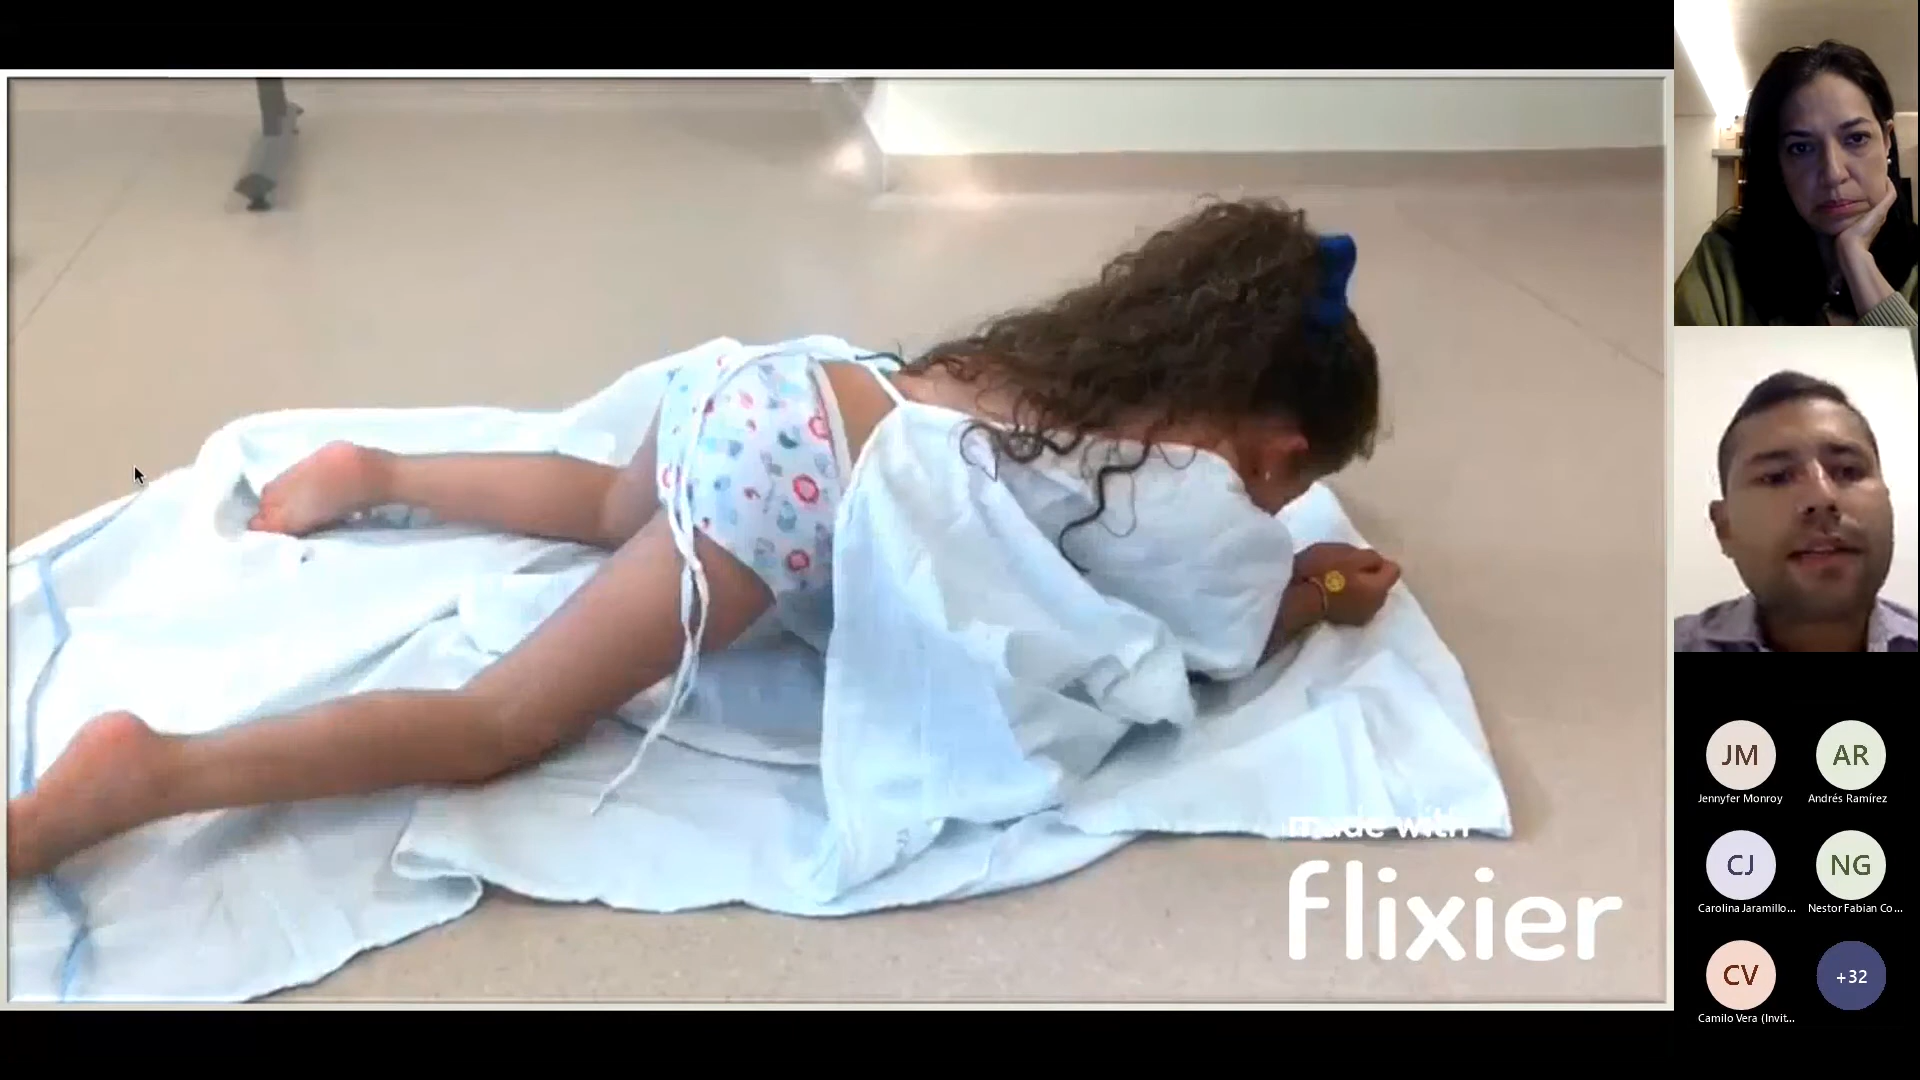 made with
flixier
JM
AR
Jennyfer Monroy
Andrés Ramírez
CJ
NG
Carolina Jaramillo...
Nestor Fabian Co...
CV
+32
Camilo Vera (Invit...